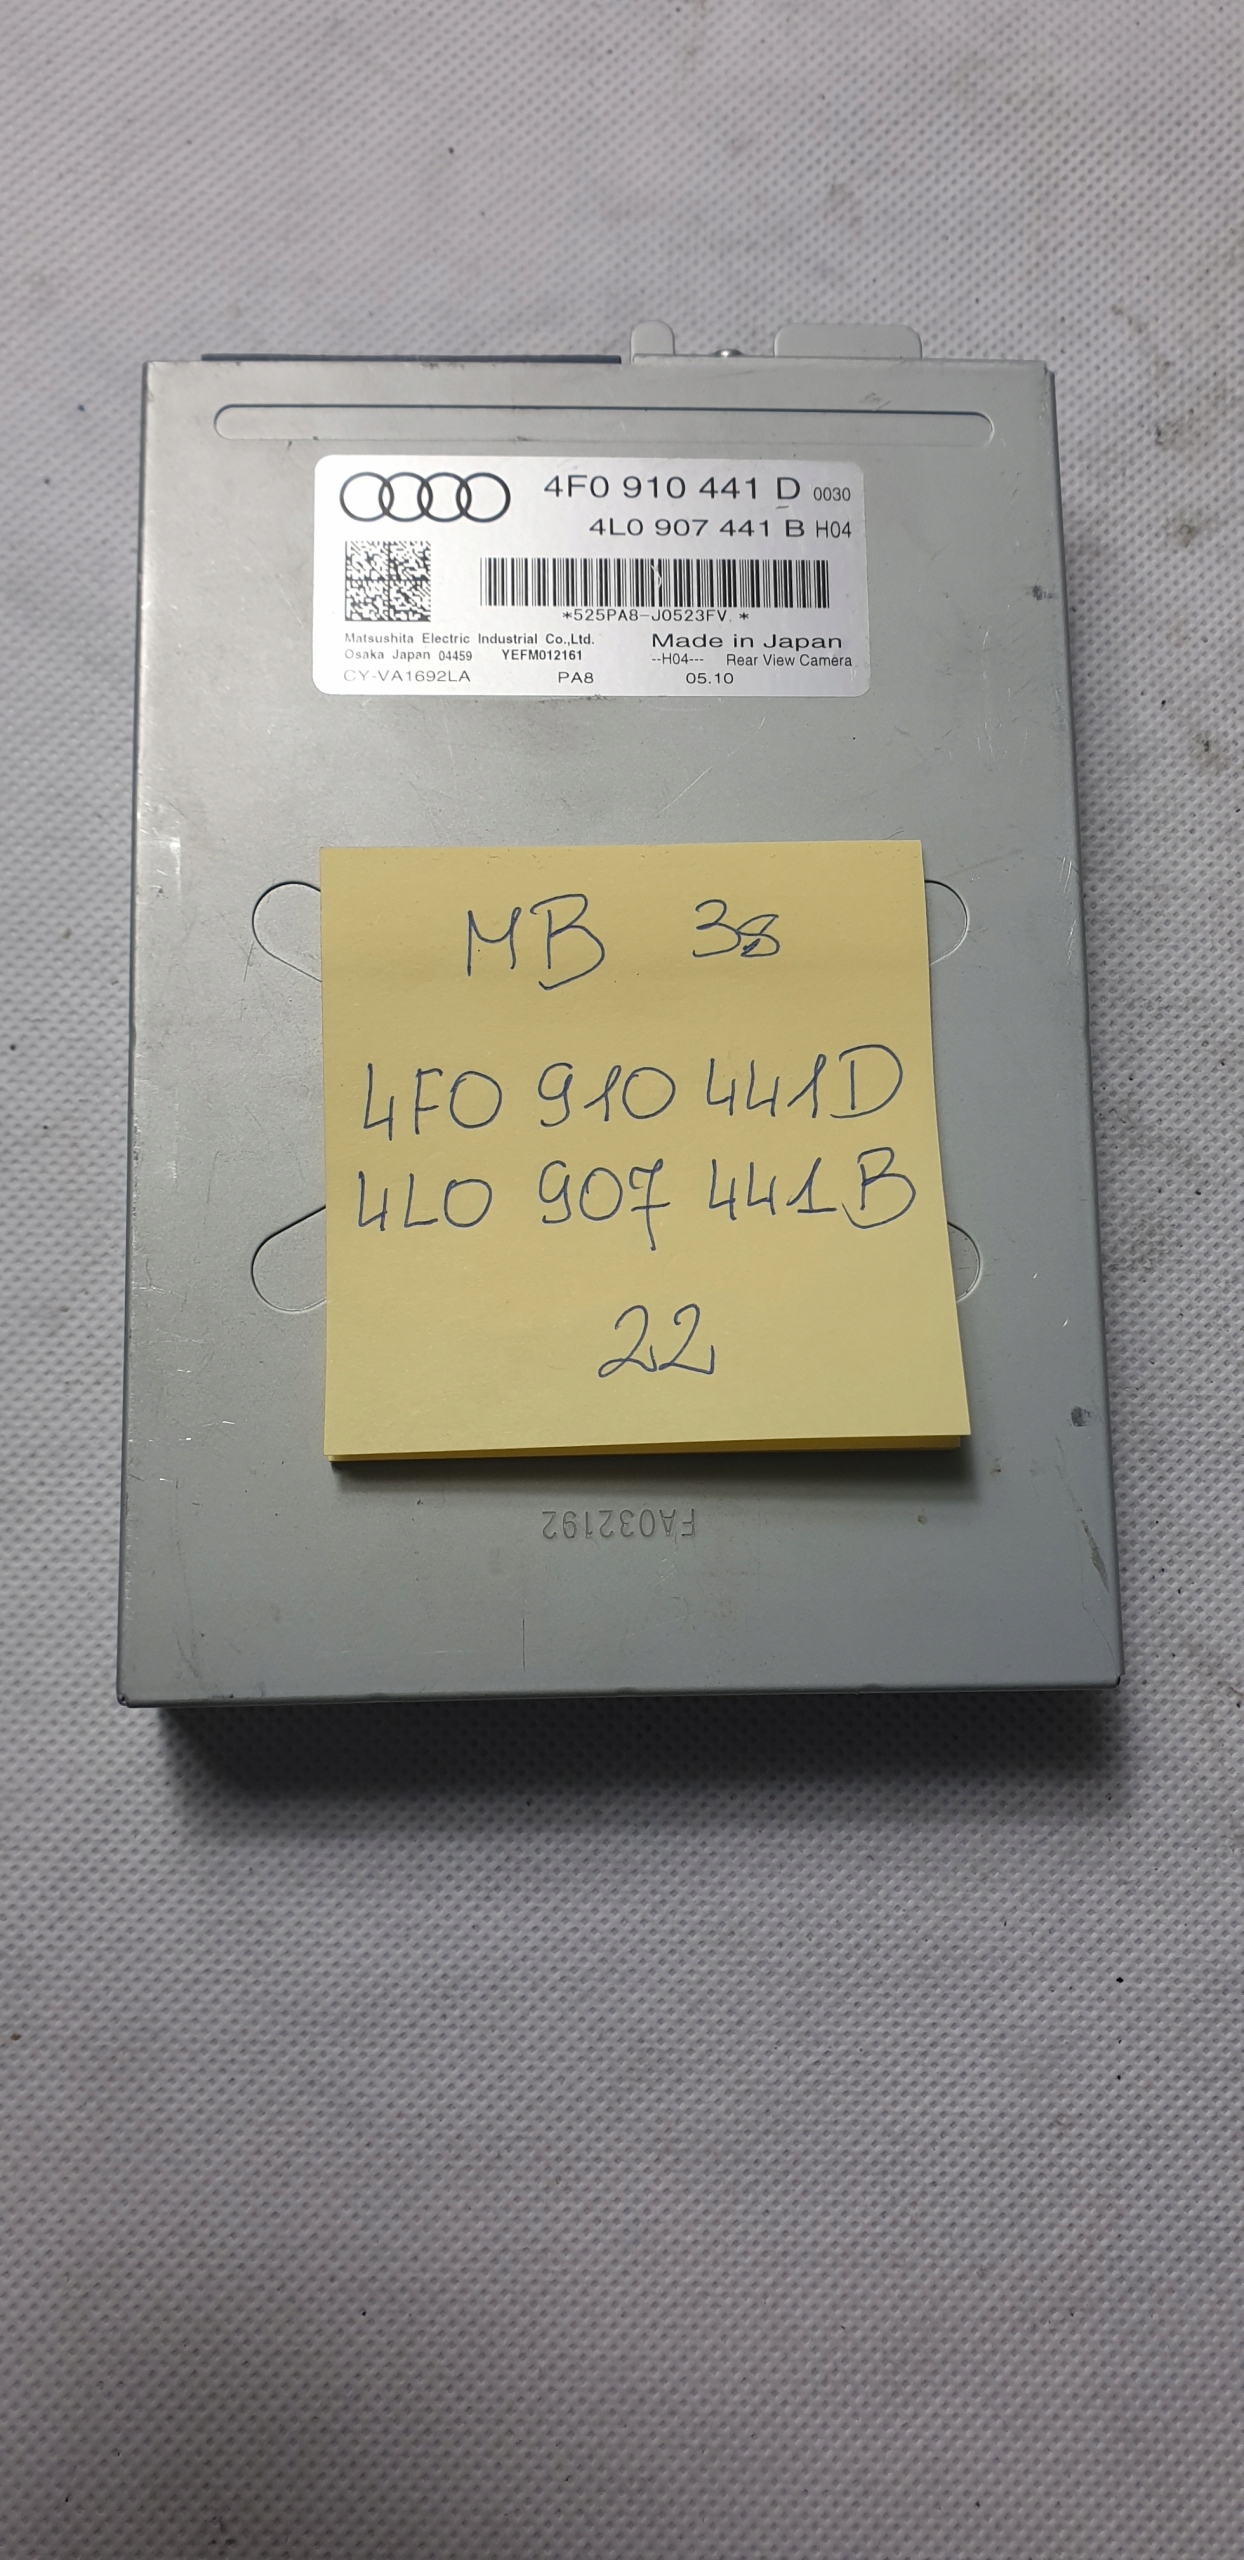 4F0 910 441 D 0030
4L0 907 441 B H04
*525PA8-J0523FV. *
Matsushita Electric Industrial Co.,Ltd. Made in Japan
Osaka Japan 04459 YEFM012161 --H04--- Rear View Camera
CY-VA1692LA PA8 05.10
MB 38
4F0 910 441D
4L0 907 441B
22
FA032192